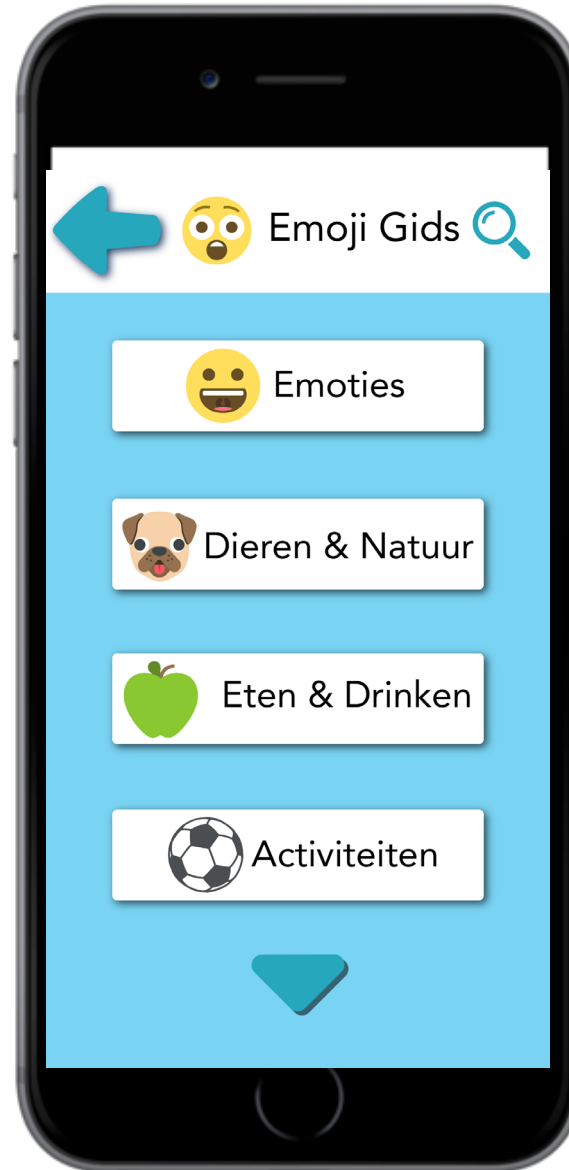 Emoji Gids
Emoties
Dieren & Natuur
Eten & Drinken
Activiteiten